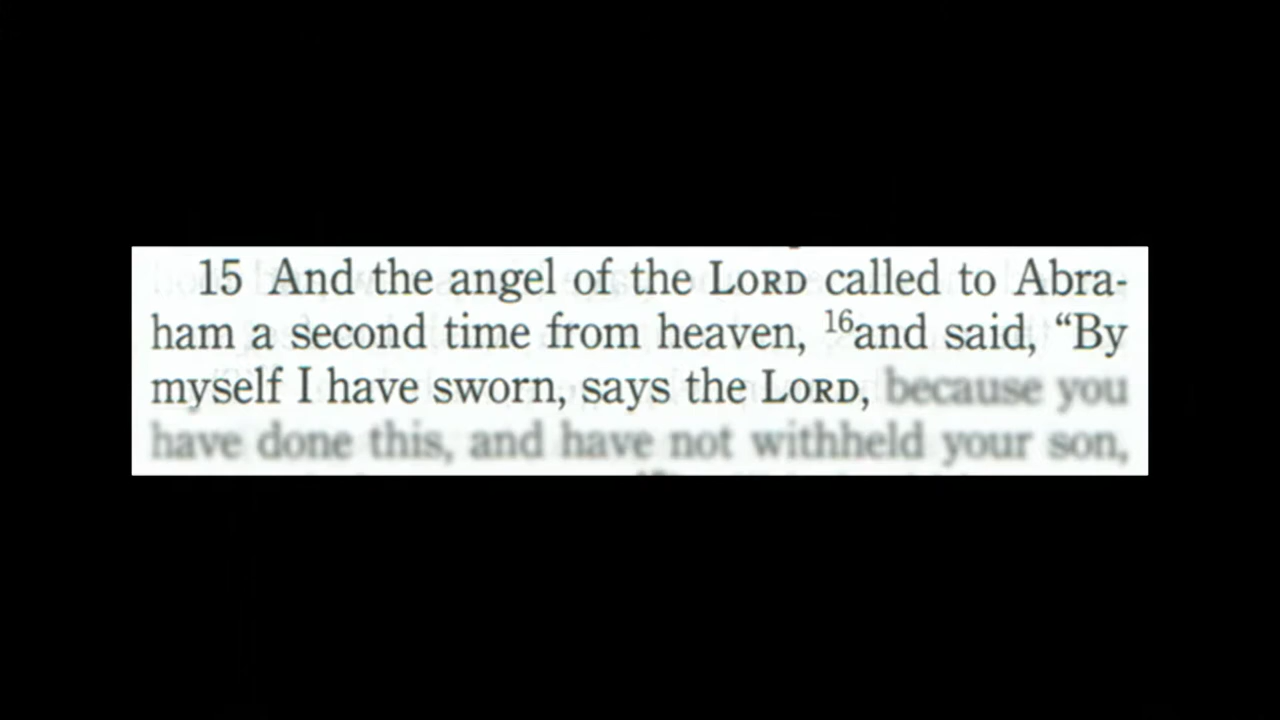 15 And the angel of the LORD called to Abra-
ham a second time from heaven, 16and said, “By
myself I have sworn, says the LORD, because you
have done this, and have not withheld your son,